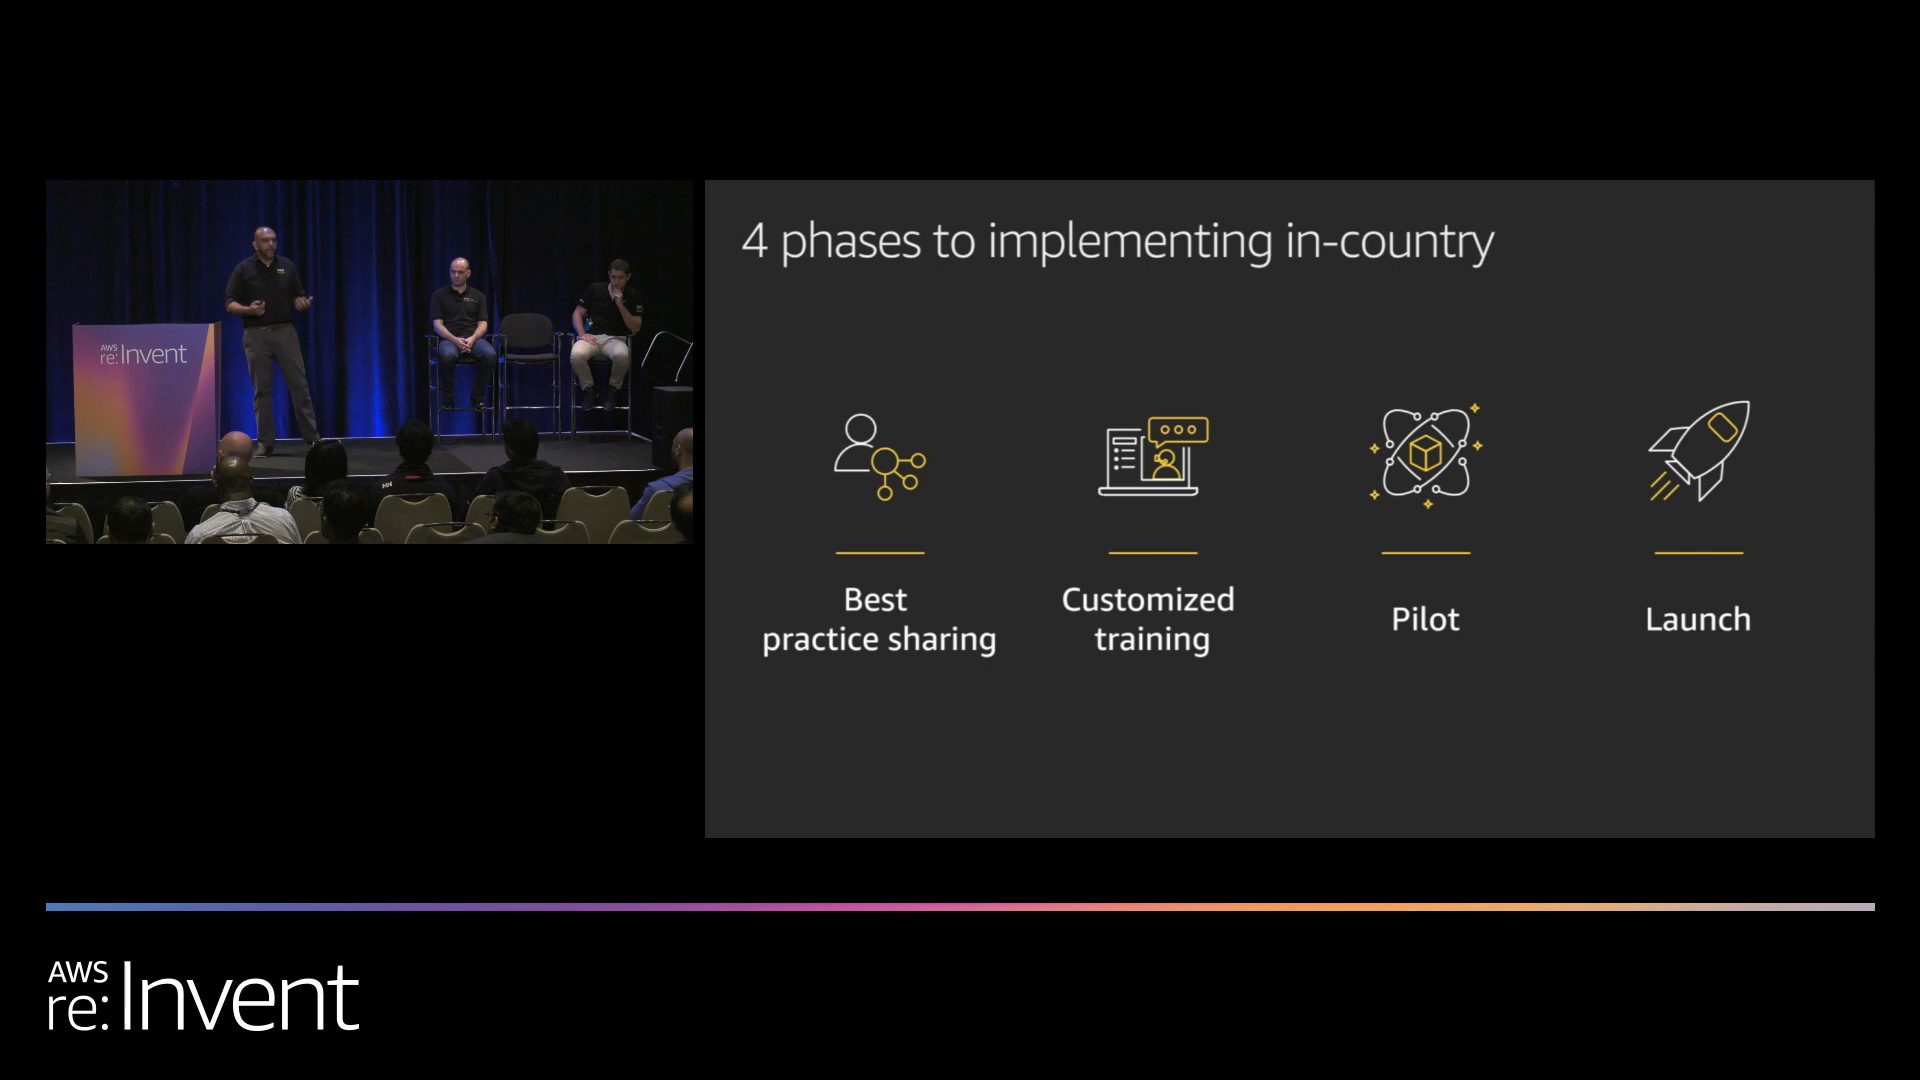 4 phases to implementing in-country
AWS
re:Invent
Best
practice sharing
Customized
training
Pilot
Launch
AWS
re:Invent